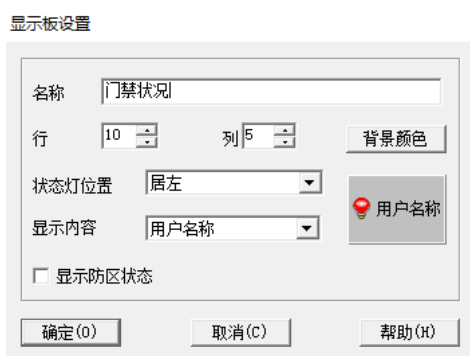 显示板设置
名称 门禁状况
行 10 列 5 背景颜色
状态灯位置 居左
用户名称
显示内容 用户名称
显示防区状态
确定(O) 取消(C) 帮助(H)